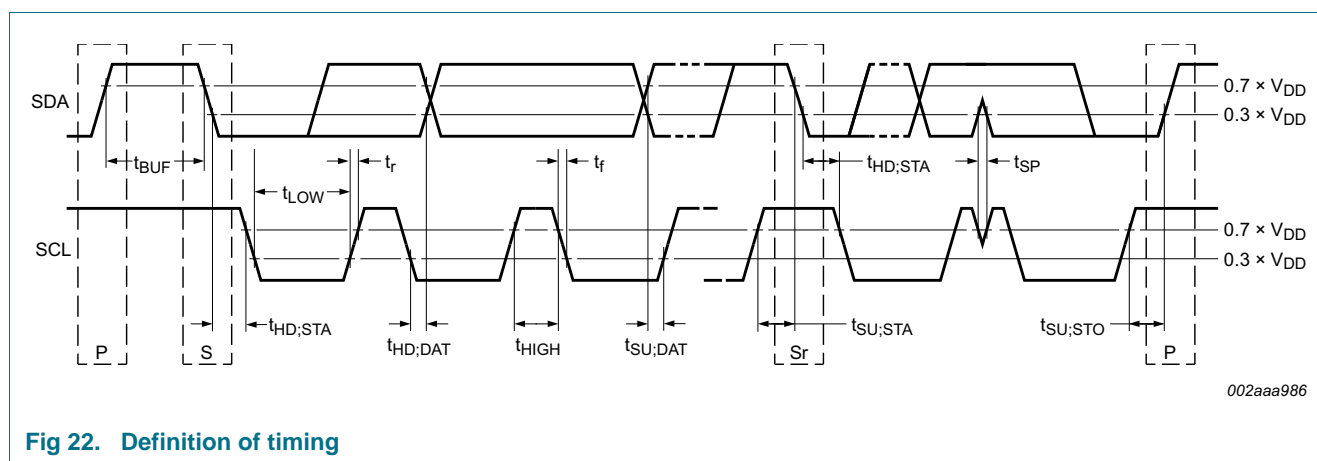 SDA
0.7 × VDD
0.3 × VDD
tBUF
tr
tf
tHD;STA
tSP
tLOW
SCL
0.7 × VDD
0.3 × VDD
tHD;STA
tHD;DAT
tHIGH
tSU;DAT
tSU;STA
tSU;STO
P
S
Sr
P
002aaa986
Fig 22. Definition of timing